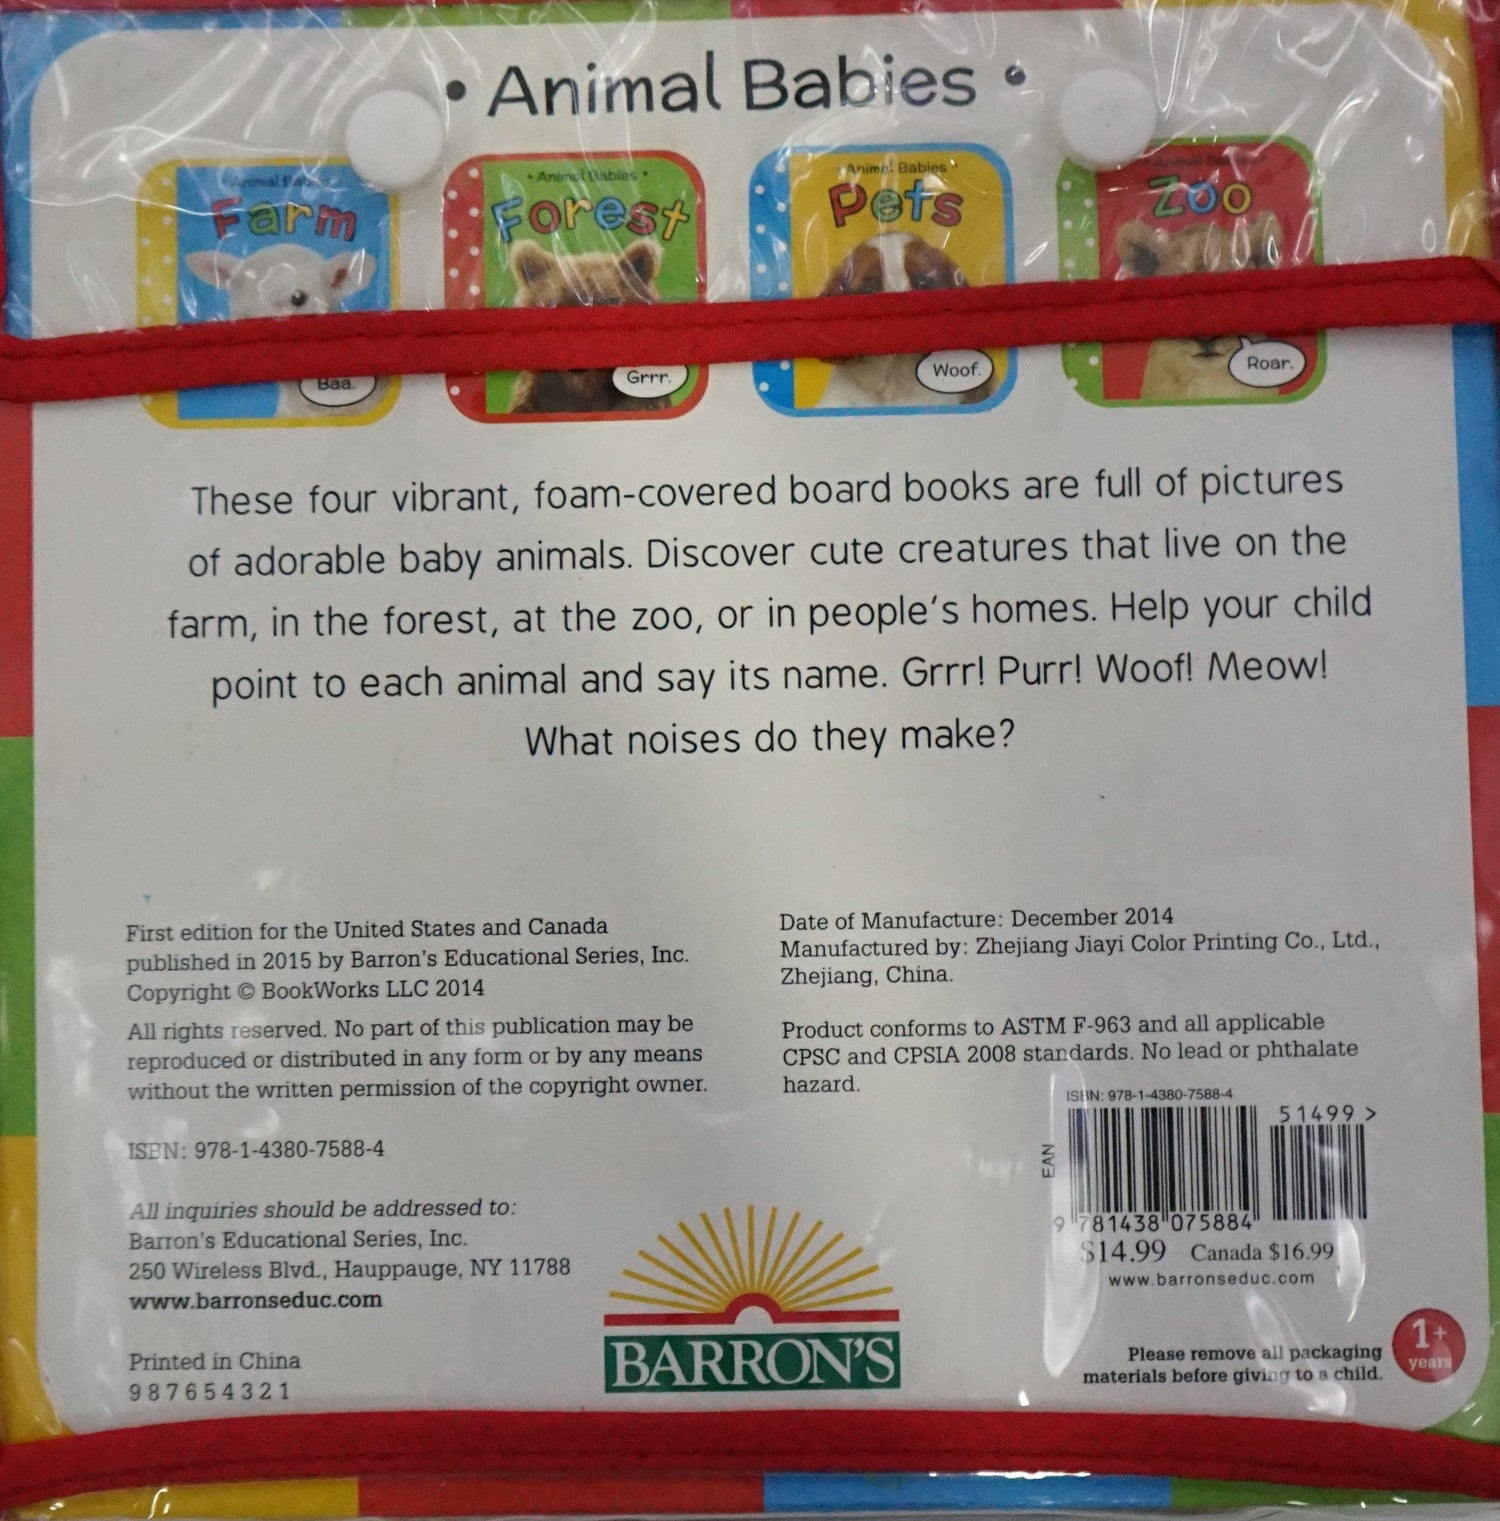 • Animal Babies •
Farm
• Animal Babies •
Forest
Animal Babies
Pets
Zoo
Baa.
Grrr.
Woof.
Roar.
These four vibrant, foam-covered board books are full of pictures
of adorable baby animals. Discover cute creatures that live on the
farm, in the forest, at the zoo, or in people's homes. Help your child
point to each animal and say its name. Grrr! Purr! Woof! Meow!
What noises do they make?
First edition for the United States and Canada
published in 2015 by Barron's Educational Series, Inc.
Copyright © BookWorks LLC 2014
All rights reserved. No part of this publication may be
reproduced or distributed in any form or by any means
without the written permission of the copyright owner.
ISBN: 978-1-4380-7588-4
All inquiries should be addressed to:
Barron's Educational Series, Inc.
250 Wireless Blvd., Hauppauge, NY 11788
www.barronseduc.com
Printed in China
9 8 7 6 5 4 3 2 1
BARRON'S
Date of Manufacture: December 2014
Manufactured by: Zhejiang Jiayi Color Printing Co., Ltd.,
Zhejiang, China.
Product conforms to ASTM F-963 and all applicable
CPSC and CPSIA 2008 standards. No lead or phthalate
hazard.
ISBN: 978-1-4380-7588-4
51499 >
EAN
9 781438 075884
$14.99 Canada $16.99
www.barronseduc.com
Please remove all packaging
materials before giving to a child.
1+
years